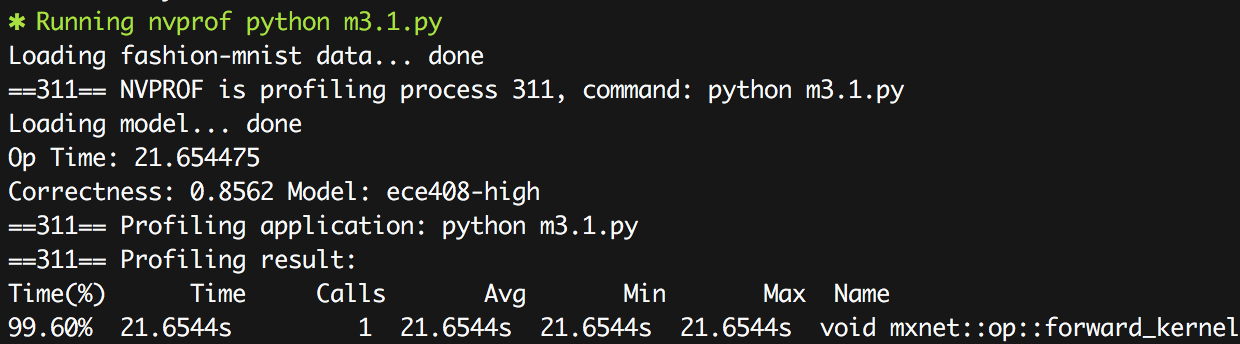 ✱ Running nvprof python m3.1.py
Loading fashion-mnist data... done
==311== NVPROF is profiling process 311, command: python m3.1.py
Loading model... done
Op Time: 21.654475
Correctness: 0.8562 Model: ece408-high
==311== Profiling application: python m3.1.py
==311== Profiling result:
Time(%) Time Calls Avg Min Max Name
99.60% 21.6544s 1 21.6544s 21.6544s 21.6544s void mxnet::op::forward_kernel